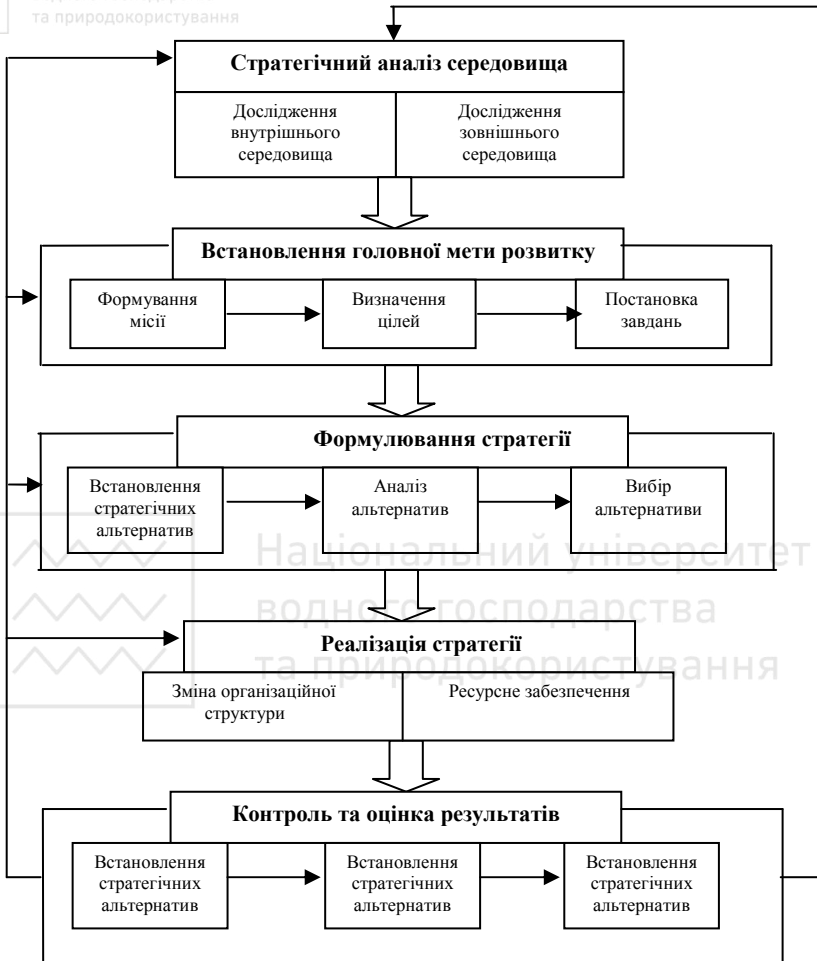 та природокористування
Стратегічний аналіз середовища
Дослідження
внутрішнього
середовища
Дослідження
зовнішнього
середовища
Встановлення головної мети розвитку
Формування
місії
Визначення
цілей
Постановка
завдань
Формулювання стратегії
Встановлення
стратегічних
альтернатив
Аналіз
альтернатив
Вибір
альтернативи
Національний університет
водного господарства
та природокористування
Реалізація стратегії
Зміна організаційної
структури
Ресурсне забезпечення
Контроль та оцінка результатів
Встановлення
стратегічних
альтернатив
Встановлення
стратегічних
альтернатив
Встановлення
стратегічних
альтернатив